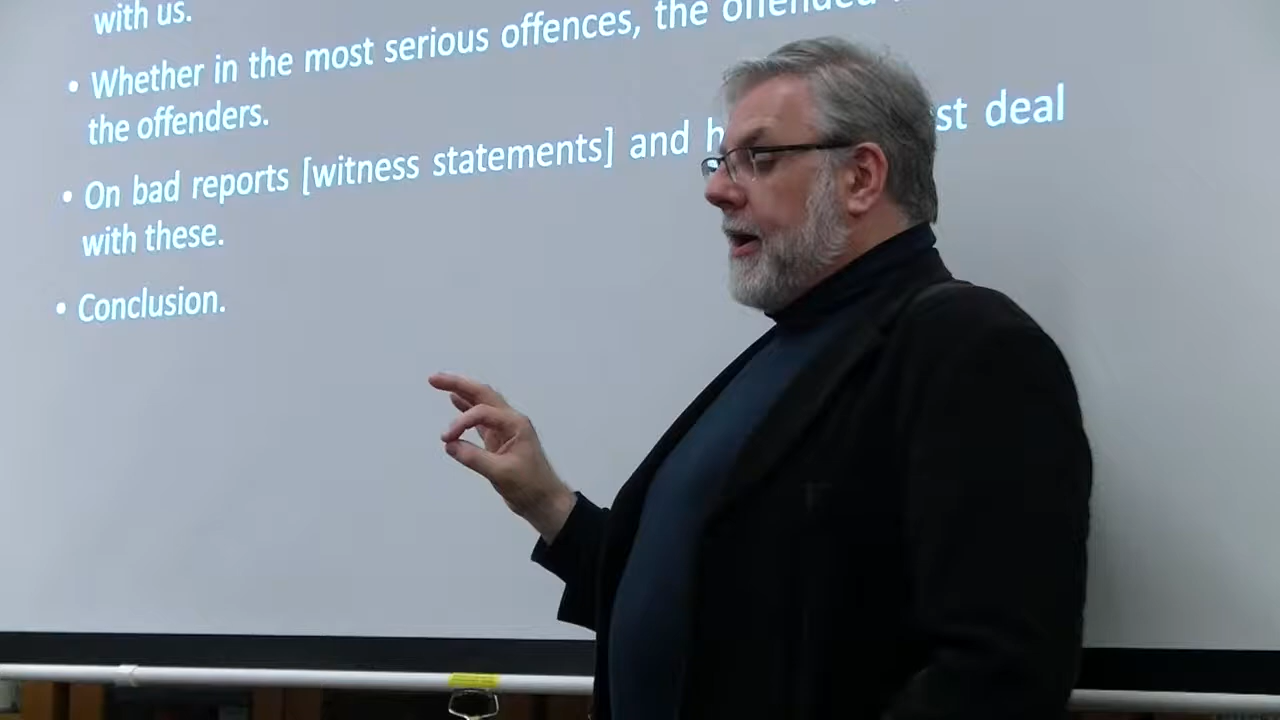 with us.
• Whether in the most serious offences, the offended
the offenders.
• On bad reports [witness statements] and deal
with these.
• Conclusion.